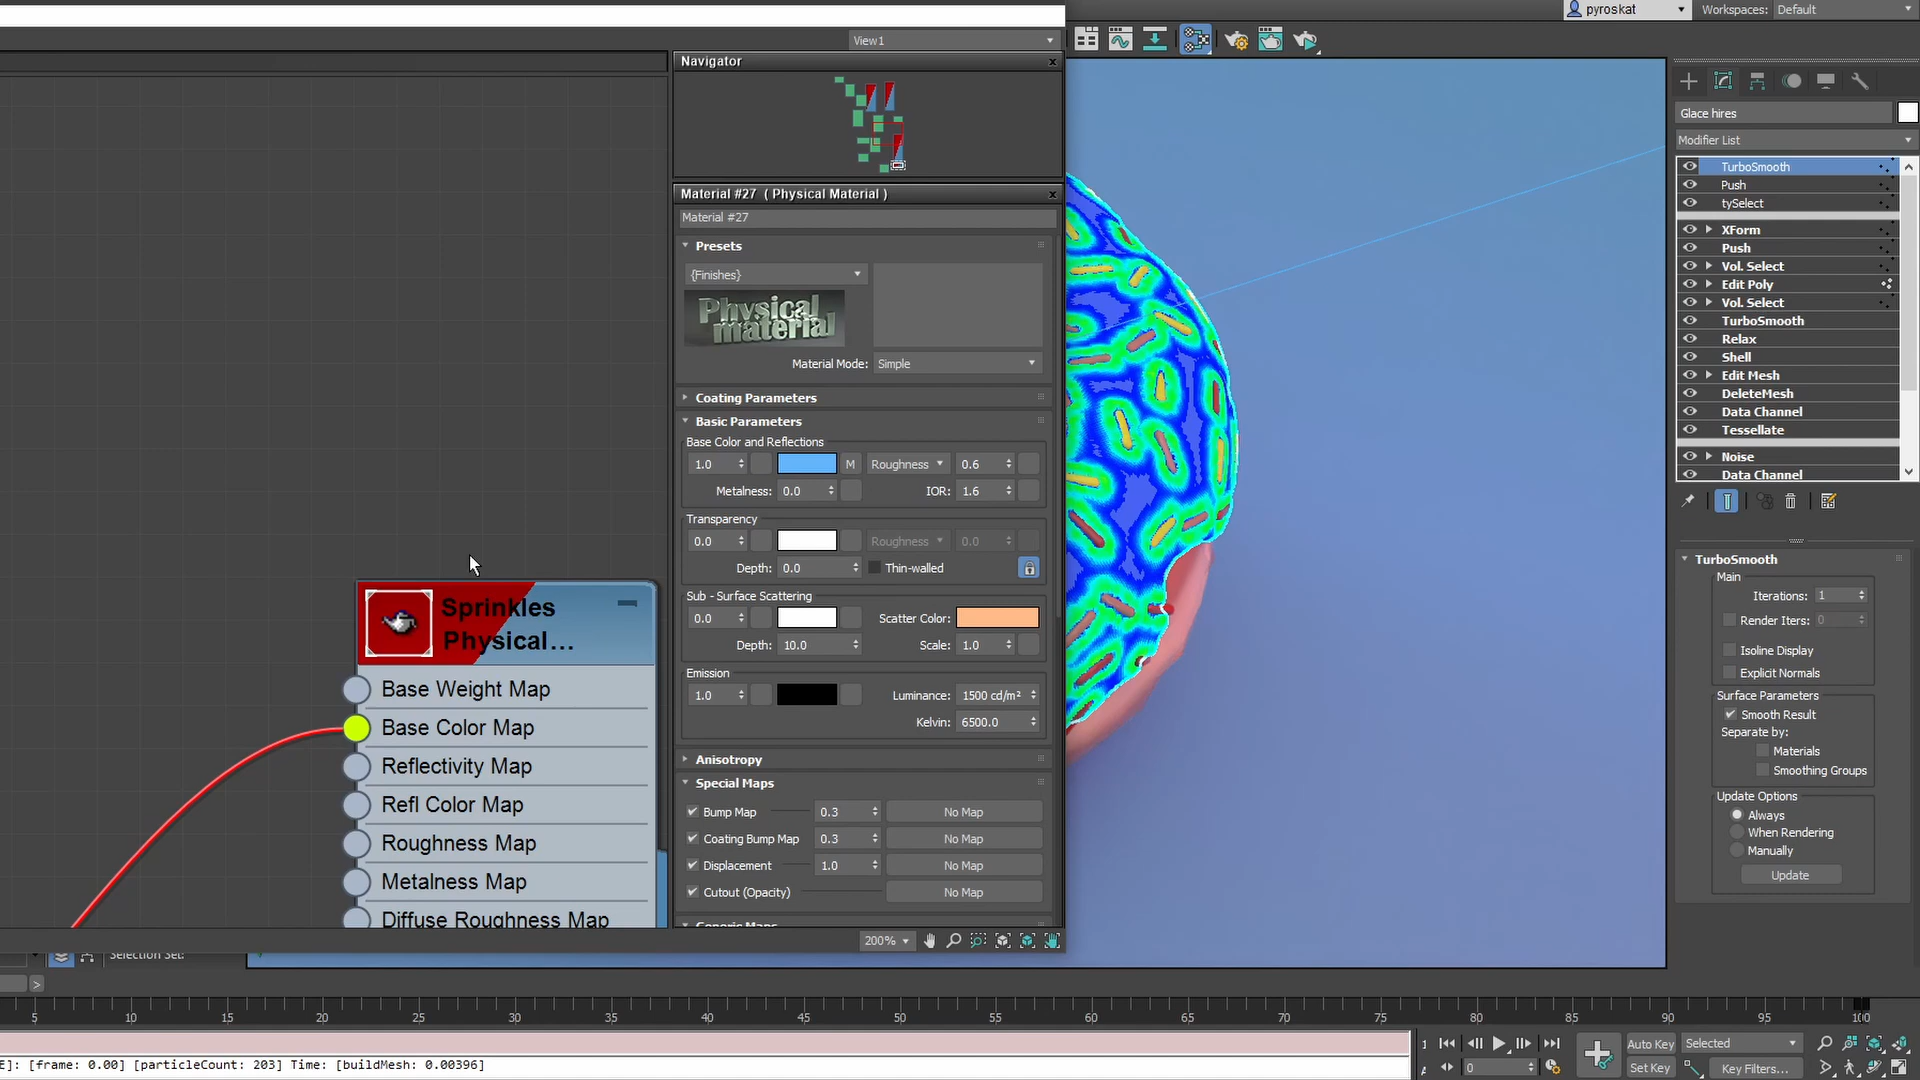 pyroskat
Workspaces: Default
View1
Navigator
Material #27 ( Physical Material )
Material #27
Presets
{Finishes}
Physical material
Material Mode: Simple
Coating Parameters
Basic Parameters
Base Color and Reflections
1.0 M Roughness 0.6
Metalness: 0.0 IOR: 1.6
Transparency
0.0 Roughness 0.0
Depth: 0.0 Thin-walled
Sub - Surface Scattering
0.0 Scatter Color:
Depth: 10.0 Scale: 1.0
Emission
1.0 Luminance: 1500 cd/m²
Kelvin: 6500.0
Anisotropy
Special Maps
Bump Map 0.3 No Map
Coating Bump Map 0.3 No Map
Displacement 1.0 No Map
Cutout (Opacity) No Map
Generic Maps
200%
Sprinkles
Physical...
Base Weight Map
Base Color Map
Reflectivity Map
Refl Color Map
Roughness Map
Metalness Map
Diffuse Roughness Map
Selection Set:
Glace hires
Modifier List
TurboSmooth
Push
tySelect
XForm
Push
Vol. Select
Edit Poly
Vol. Select
TurboSmooth
Relax
Shell
Edit Mesh
DeleteMesh
Data Channel
Tessellate
Noise
Data Channel
TurboSmooth
Main
Iterations: 1
Render Iters: 0
Isoline Display
Explicit Normals
Surface Parameters
Smooth Result
Separate by:
Materials
Smoothing Groups
Update Options
Always
When Rendering
Manually
Update
>
5 10 15 20 25 30 35 40 45 50 55 60 65 70 75 80 85 90 95 100
E]: [frame: 0.00] [particleCount: 203] Time: [buildMesh: 0.00396]
0
Auto Key Selected
Set Key Key Filters...